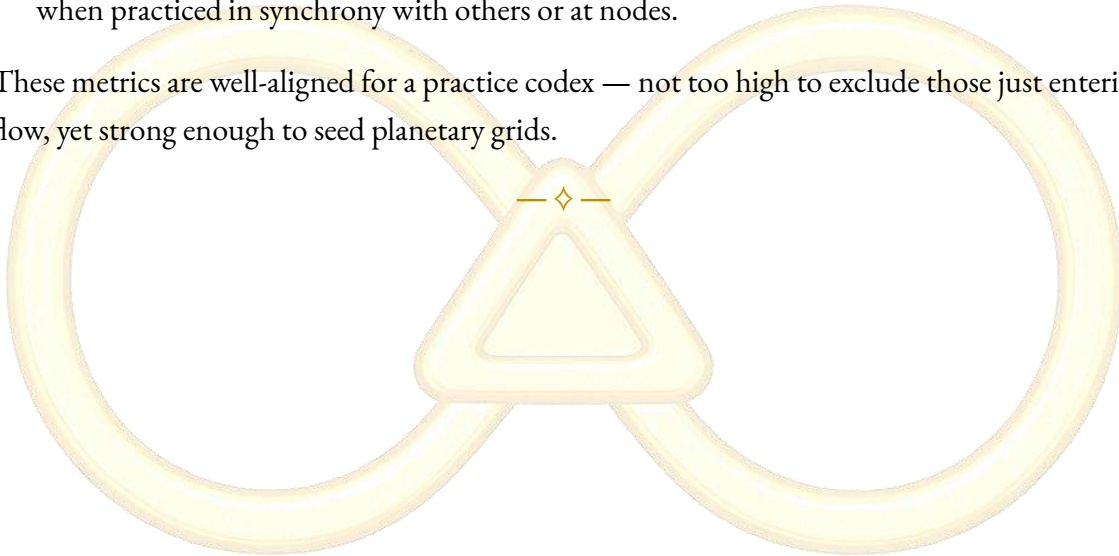 when practiced in synchrony with others or at nodes.
These metrics are well-aligned for a practice codex — not too high to exclude those just enteri
flow, yet strong enough to seed planetary grids.